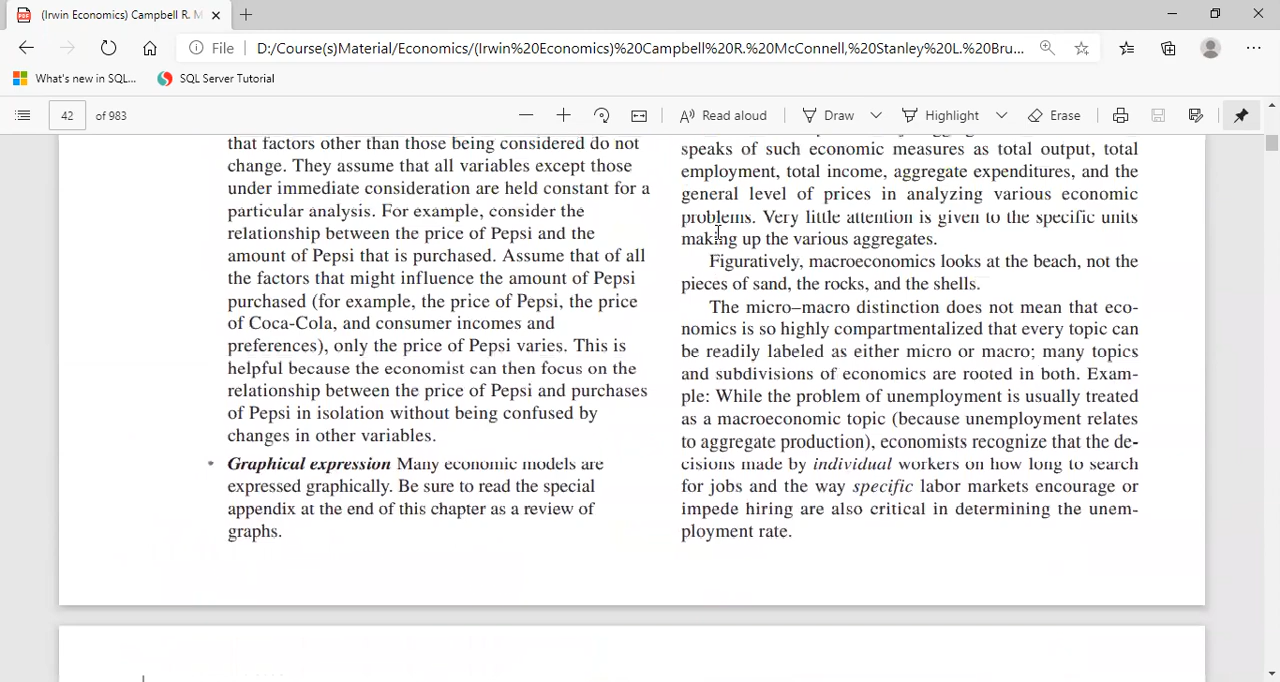 (Irwin Economics) Campbell R. M
File
D:/Course(s)Material/Economics/(Irwin%20Economics)%20Campbell%20R.%20McConnell,%20Stanley%20L.%20Bru...
What's new in SQL...
SQL Server Tutorial
42
of 983
Read aloud
Draw
Highlight
Erase
that factors other than those being considered do not
change. They assume that all variables except those
under immediate consideration are held constant for a
particular analysis. For example, consider the
relationship between the price of Pepsi and the
amount of Pepsi that is purchased. Assume that of all
the factors that might influence the amount of Pepsi
purchased (for example, the price of Pepsi, the price
of Coca-Cola, and consumer incomes and
preferences), only the price of Pepsi varies. This is
helpful because the economist can then focus on the
relationship between the price of Pepsi and purchases
of Pepsi in isolation without being confused by
changes in other variables.
• Graphical expression Many economic models are
expressed graphically. Be sure to read the special
appendix at the end of this chapter as a review of
graphs.
speaks of such economic measures as total output, total
employment, total income, aggregate expenditures, and the
general level of prices in analyzing various economic
problems. Very little attention is given to the specific units
making up the various aggregates.
Figuratively, macroeconomics looks at the beach, not the
pieces of sand, the rocks, and the shells.
The micro–macro distinction does not mean that eco-
nomics is so highly compartmentalized that every topic can
be readily labeled as either micro or macro; many topics
and subdivisions of economics are rooted in both. Exam-
ple: While the problem of unemployment is usually treated
as a macroeconomic topic (because unemployment relates
to aggregate production), economists recognize that the de-
cisions made by individual workers on how long to search
for jobs and the way specific labor markets encourage or
impede hiring are also critical in determining the unem-
ployment rate.